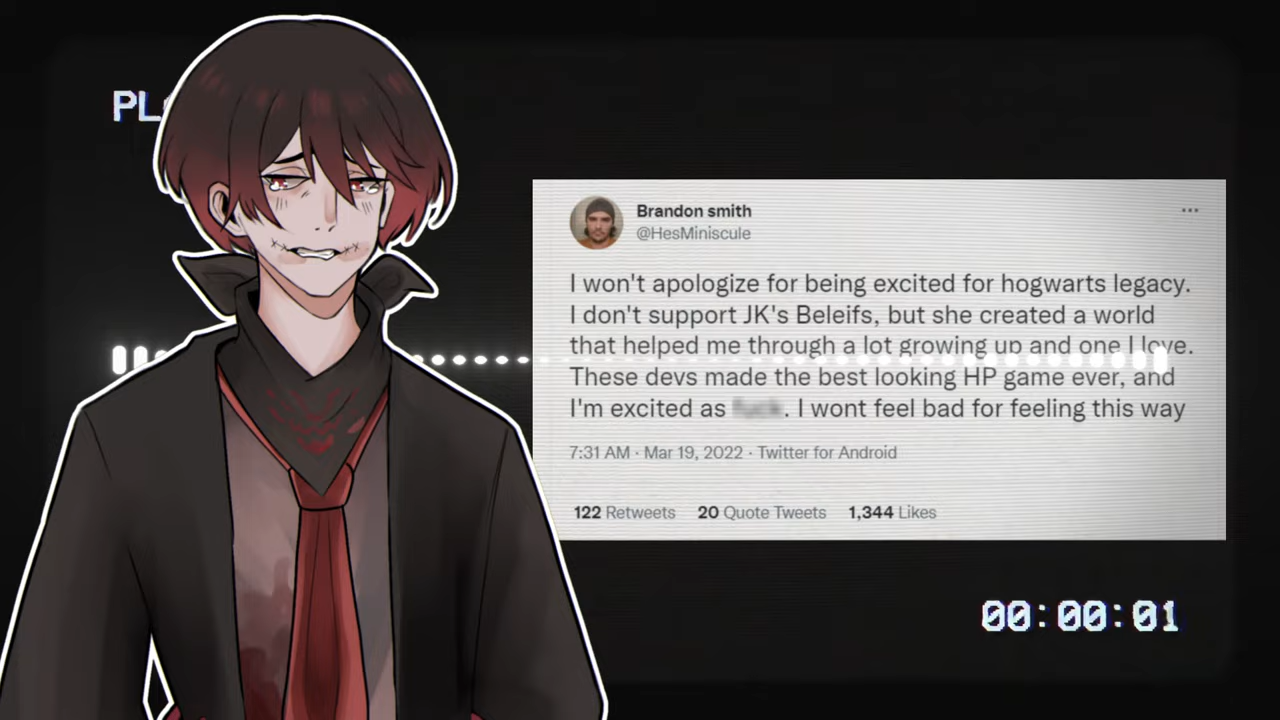 PL
Brandon smith
@HesMiniscule
I won't apologize for being excited for hogwarts legacy.
I don't support JK's Beleifs, but she created a world
that helped me through a lot growing up and one I love.
These devs made the best looking HP game ever, and
I'm excited as . I wont feel bad for feeling this way
7:31 AM · Mar 19, 2022 · Twitter for Android
122 Retweets 20 Quote Tweets 1,344 Likes
00:00:01